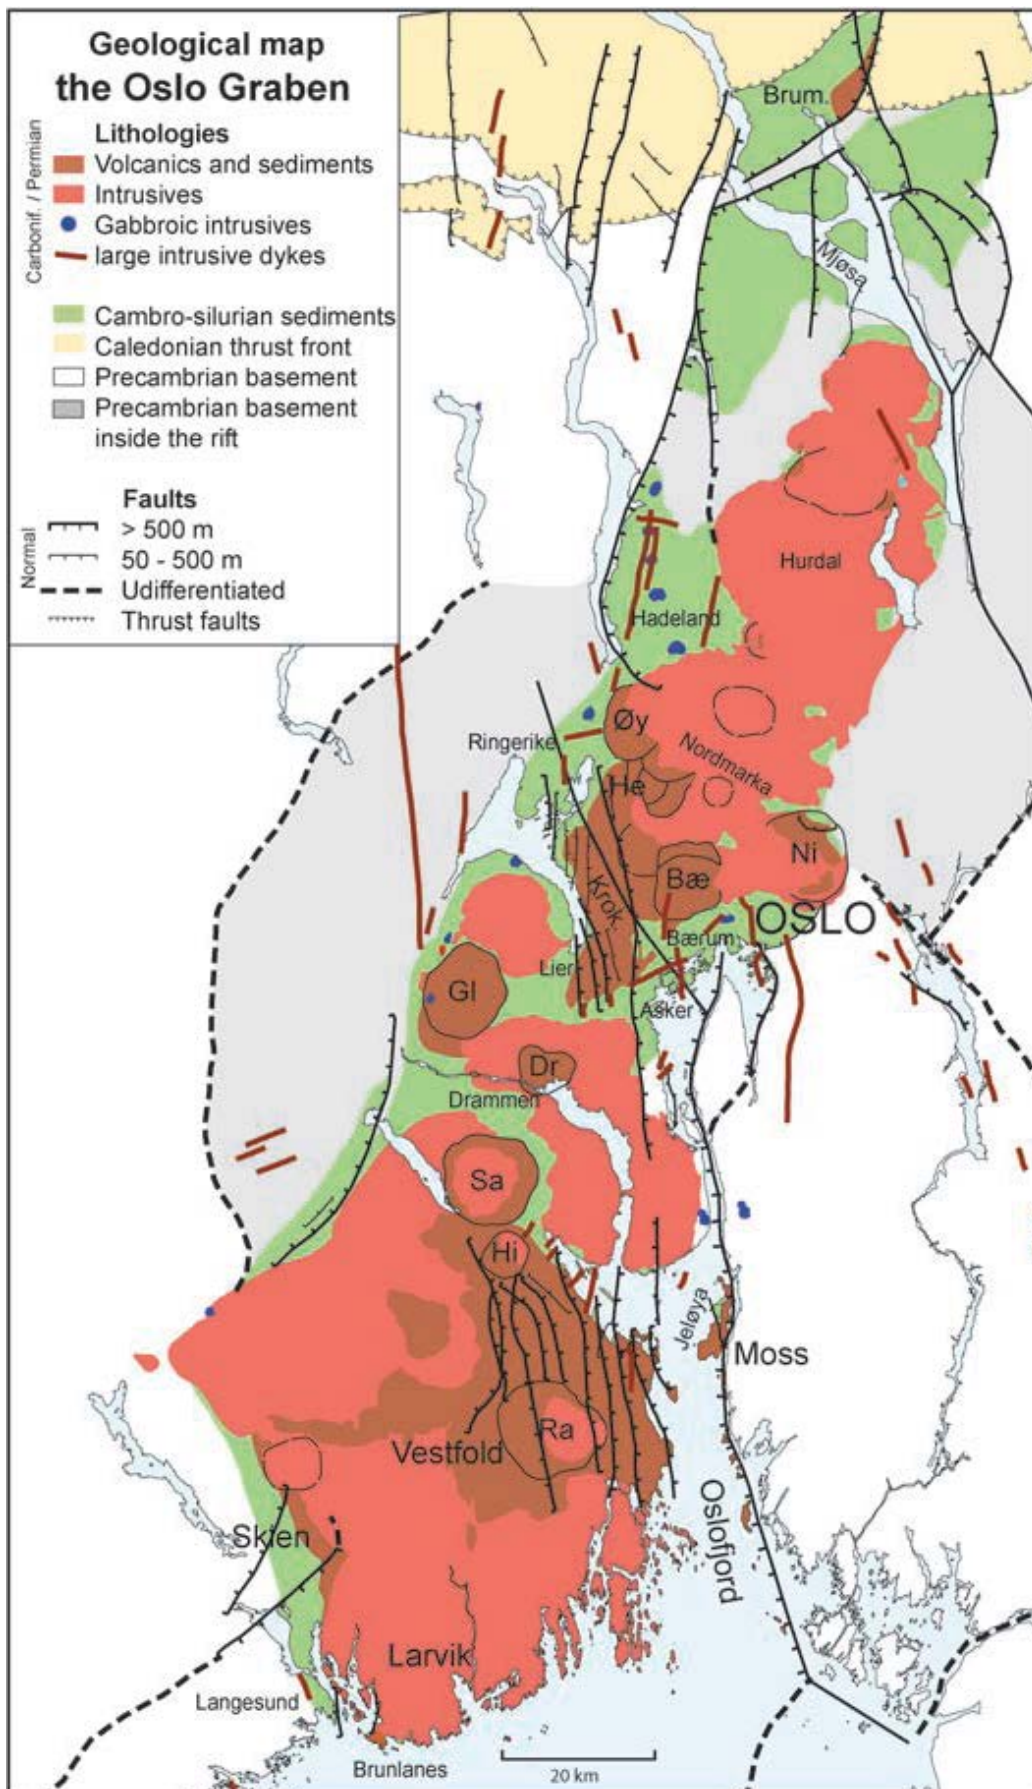 Geological map
the Oslo Graben
Carbonif. / Permian
Lithologies
Volcanics and sediments
Intrusives
Gabbroic intrusives
large intrusive dykes
Cambro-silurian sediments
Caledonian thrust front
Precambrian basement
Precambrian basement
inside the rift
Normal
Faults
> 500 m
50 - 500 m
Udifferentiated
Thrust faults
Brum.
Mjøsa
Hurdal
Hadeland
Øy
Ringerike
Nordmarka
He
Ni
Bæ
Krok.
OSLO
Bærum
Lier
Gl
Asker
Dr
Drammen
Sa
Hi
Jeløya
Moss
Ra
Vestfold
Oslofjord
Skien
Larvik
Langesund
Brunlanes
20 km